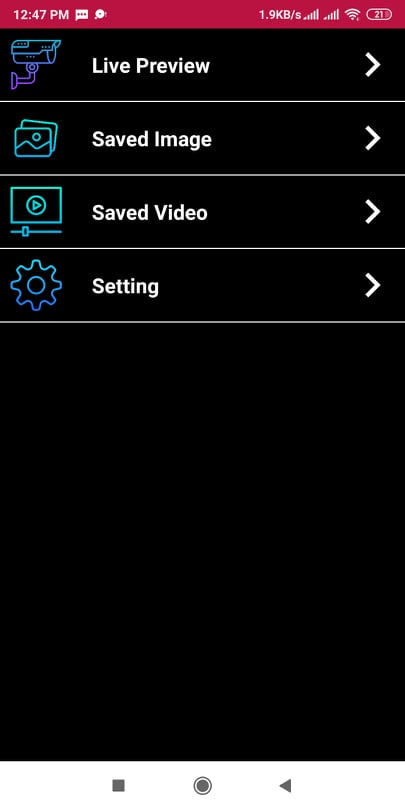 12:47 PM 1.9KB/s 21
Live Preview
Saved Image
Saved Video
Setting